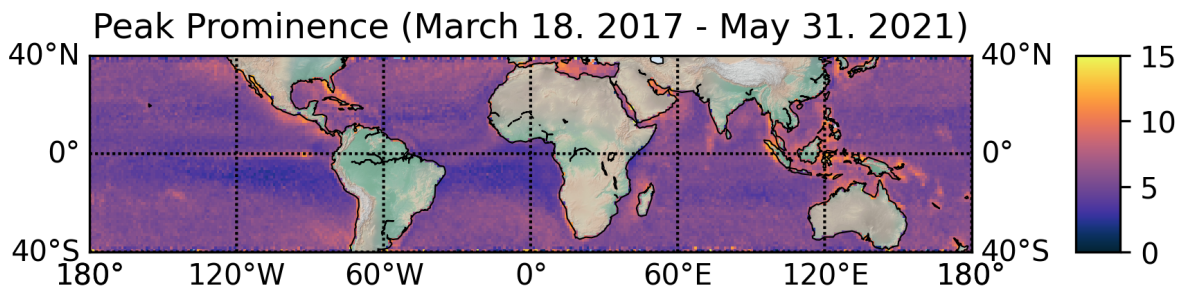 Peak Prominence (March 18. 2017 - May 31. 2021)
40°N 40°N 15
10
0° 0°
5
40°S 40°S 0
180° 120°W 60°W 0° 60°E 120°E 180°